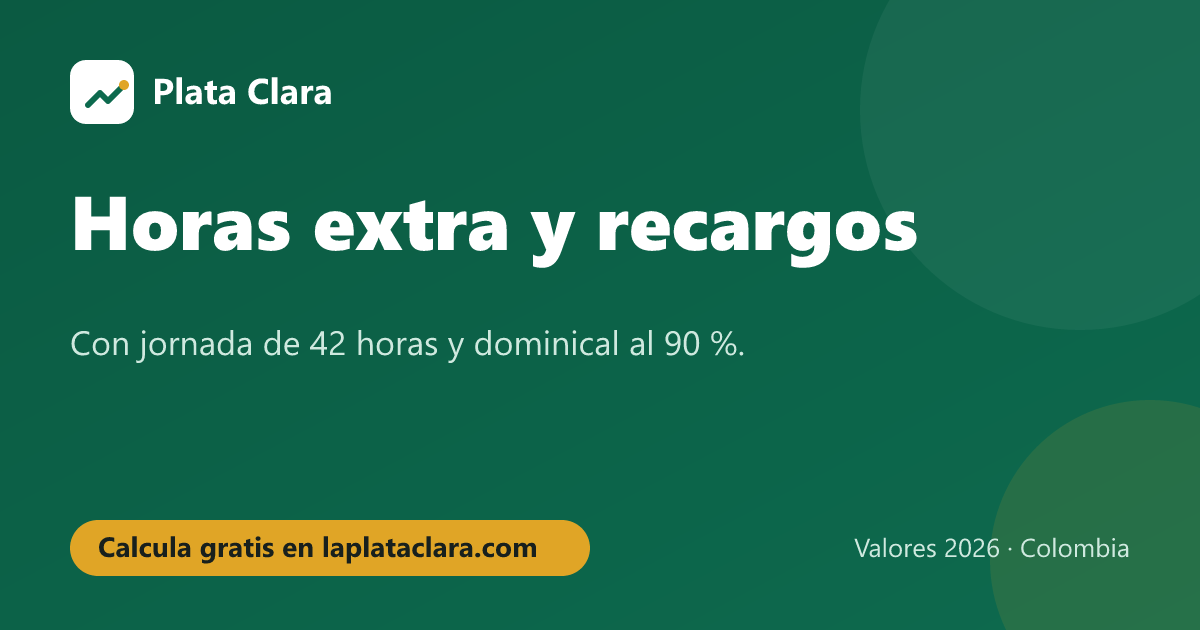 Plata Clara
Horas extra y recargos
Con jornada de 42 horas y dominical al 90 %.
Calcula gratis en laplataclara.com
Valores 2026 · Colombia